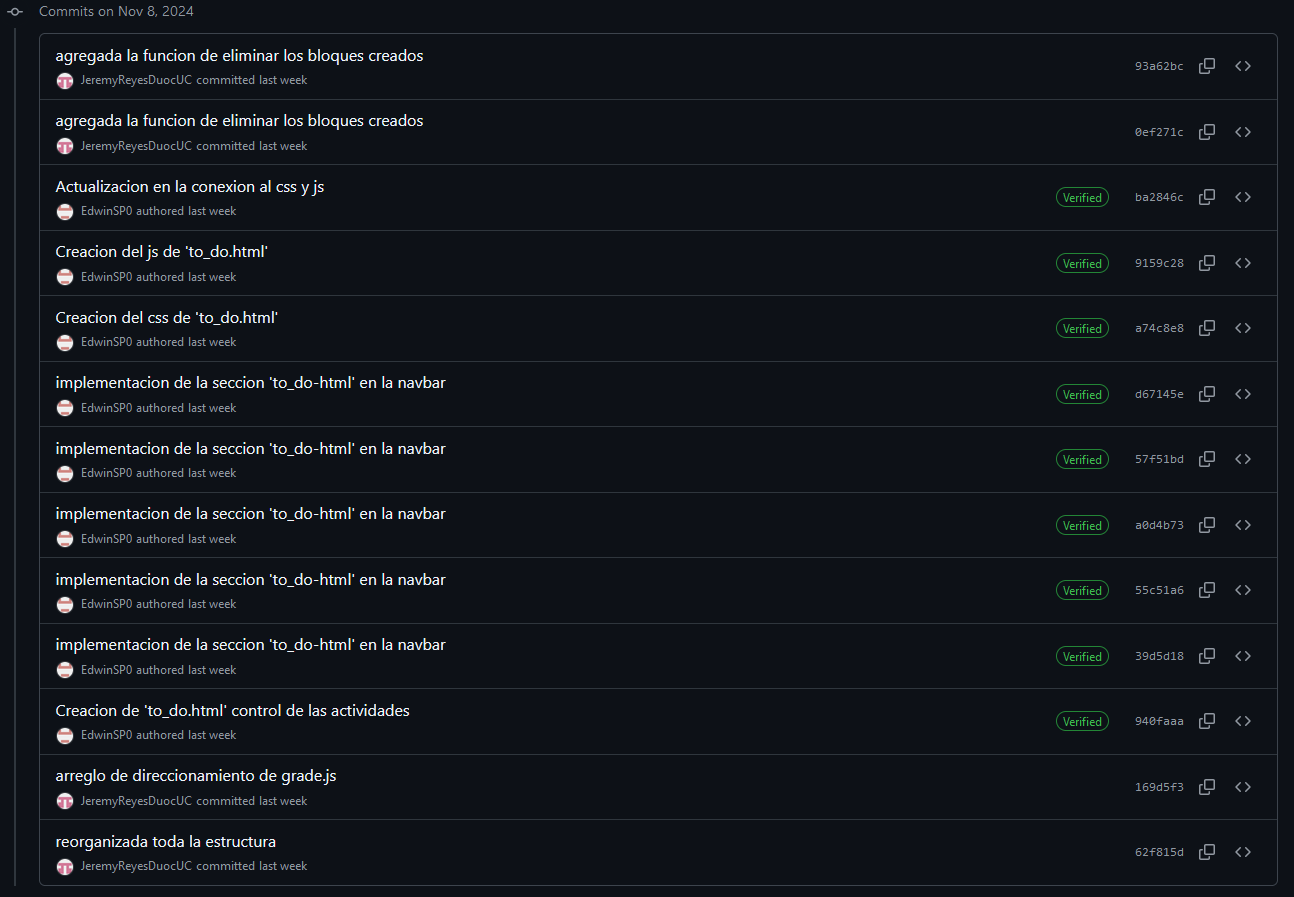 Commits on Nov 8, 2024
agregada la funcion de eliminar los bloques creados
JeremyReyesDuocUC committed last week
93a62bc
agregada la funcion de eliminar los bloques creados
JeremyReyesDuocUC committed last week
0ef271c
Actualizacion en la conexion al css y js
EdwinSP0 authored last week
Verified ba2846c
Creacion del js de 'to_do.html'
EdwinSP0 authored last week
Verified 9159c28
Creacion del css de 'to_do.html'
EdwinSP0 authored last week
Verified a74c8e8
implementacion de la seccion 'to_do-html' en la navbar
EdwinSP0 authored last week
Verified d67145e
implementacion de la seccion 'to_do-html' en la navbar
EdwinSP0 authored last week
Verified 57f51bd
implementacion de la seccion 'to_do-html' en la navbar
EdwinSP0 authored last week
Verified a0d4b73
implementacion de la seccion 'to_do-html' en la navbar
EdwinSP0 authored last week
Verified 55c51a6
implementacion de la seccion 'to_do-html' en la navbar
EdwinSP0 authored last week
Verified 39d5d18
Creacion de 'to_do.html' control de las actividades
EdwinSP0 authored last week
Verified 940faaa
arreglo de direccionamiento de grade.js
JeremyReyesDuocUC committed last week
169d5f3
reorganizada toda la estructura
JeremyReyesDuocUC committed last week
62f815d